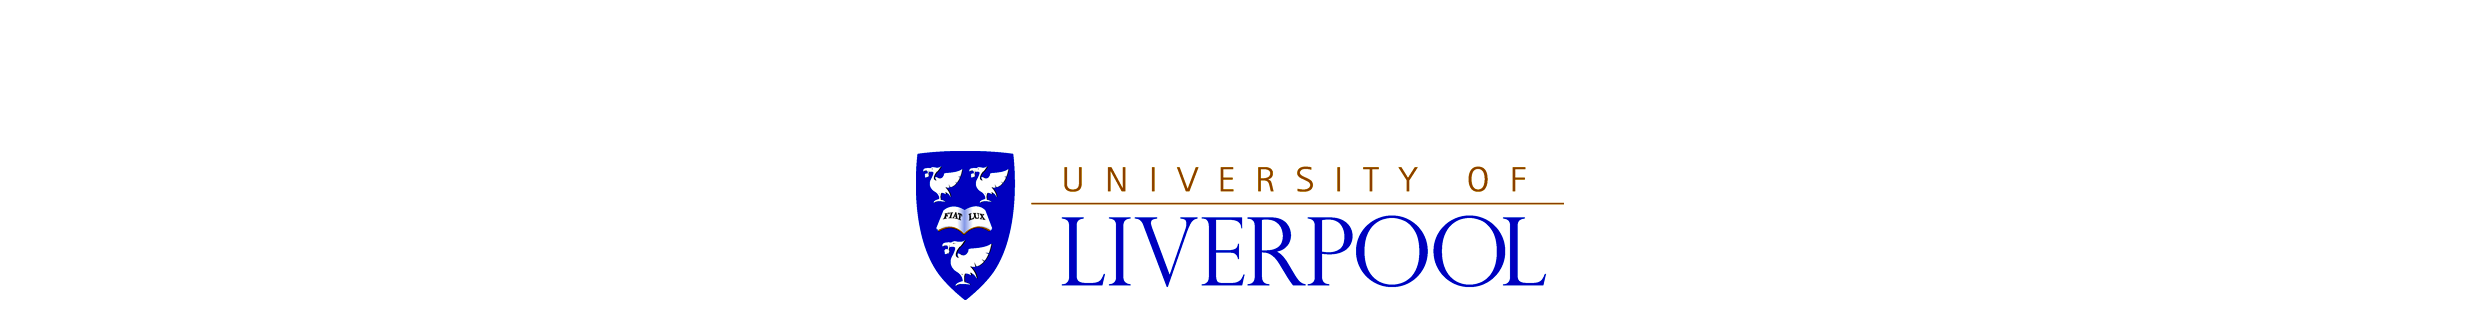 FIAT LUX
UNIVERSITY OF
LIVERPOOL